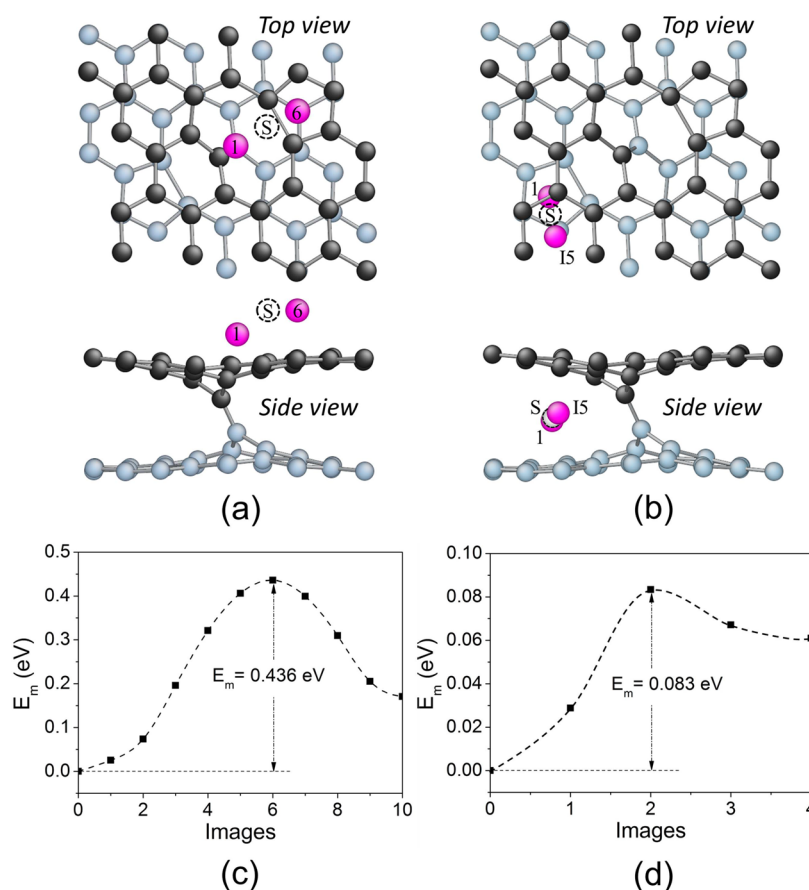 Top view
6
S
1
1
S
6
Side view
(a)
Top view
1
S
I5
S
I5
1
Side view
(b)
0.5
0.4
0.3
0.2
0.1
0.0
Em (eV)
Em= 0.436 eV
0
2
4
6
8
10
Images
(c)
0.10
0.08
0.06
0.04
0.02
0.00
Em (eV)
Em= 0.083 eV
0
1
2
3
4
Images
(d)